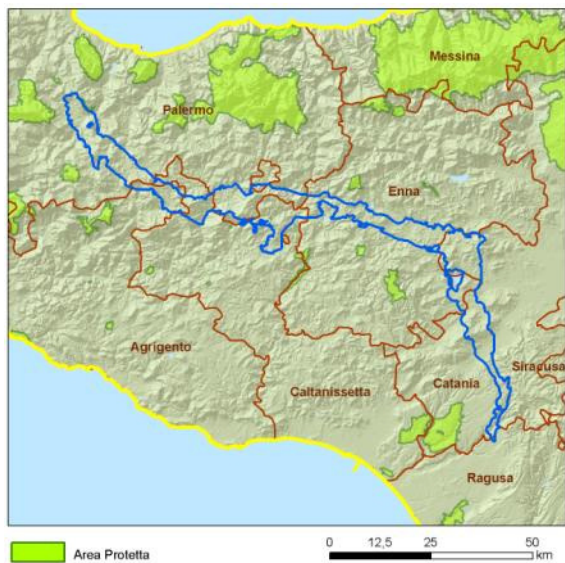 Messina
Palermo
Enna
Agrigento
Siracusa
Caltanissetta
Catania
Ragusa
Area Protetta
0 12,5 25 50
km